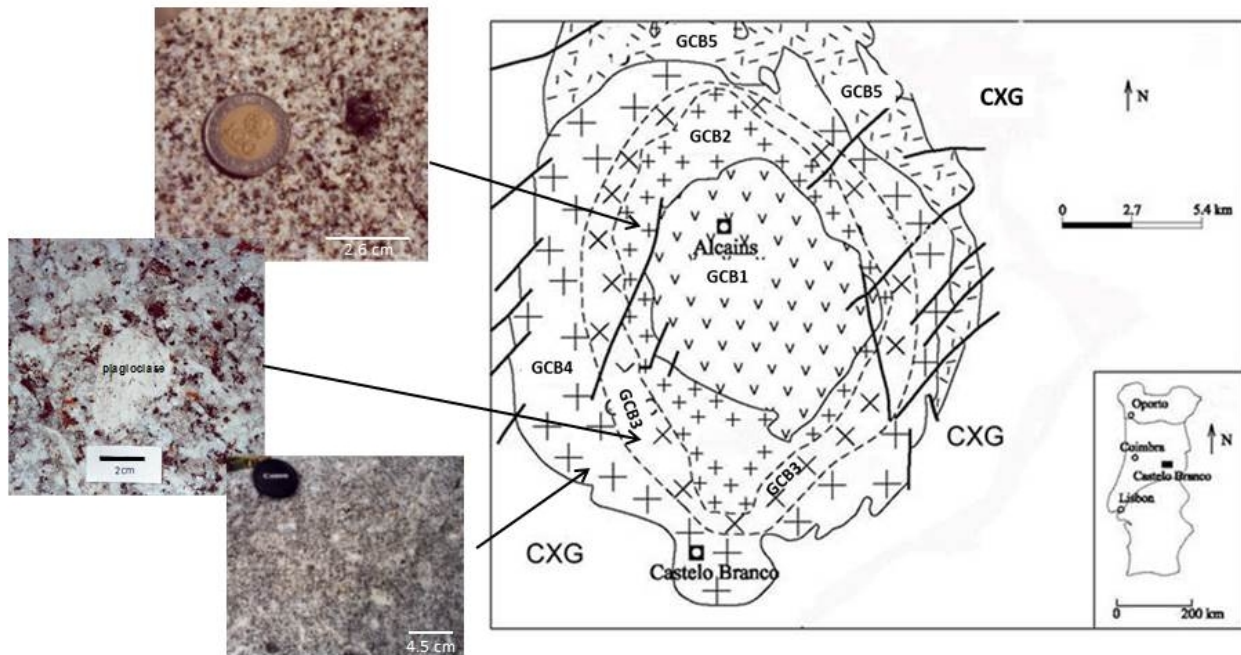 2.6 cm
plagioclase
2cm
Canon
4.5 cm
GCB5
GCB5
CXG
N
GCB2
0 2.7 5.4 km
Alcains
GCB1
GCB4
GCB3
GCB3
CXG
CXG
Castelo Branco
Oporto
N
Coimbra
Castelo Branco
Lisbon
0 200 km